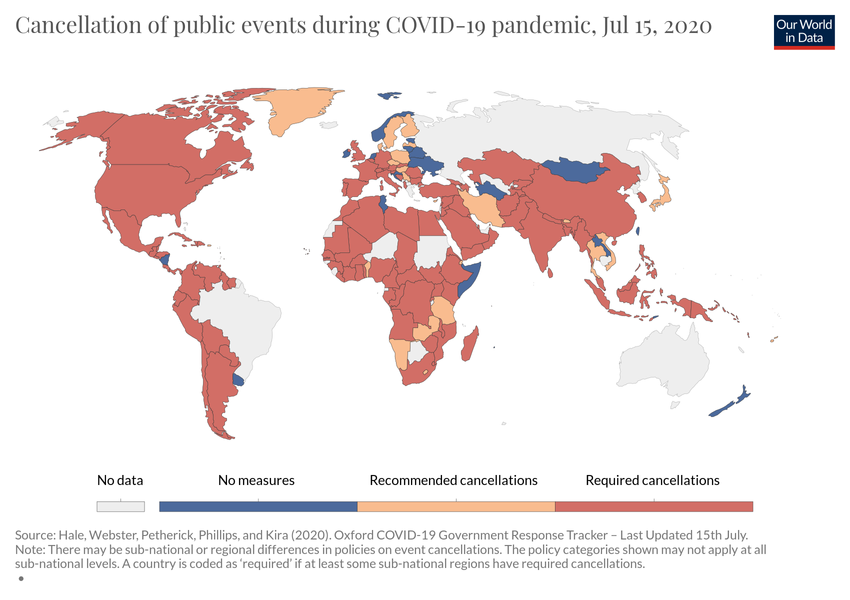 Cancellation of public events during COVID-19 pandemic, Jul 15, 2020
Our World
in Data
No data
No measures
Recommended cancellations
Required cancellations
Source: Hale, Webster, Petherick, Phillips, and Kira (2020). Oxford COVID-19 Government Response Tracker – Last Updated 15th July.
Note: There may be sub-national or regional differences in policies on event cancellations. The policy categories shown may not apply at all
sub-national levels. A country is coded as 'required' if at least some sub-national regions have required cancellations.